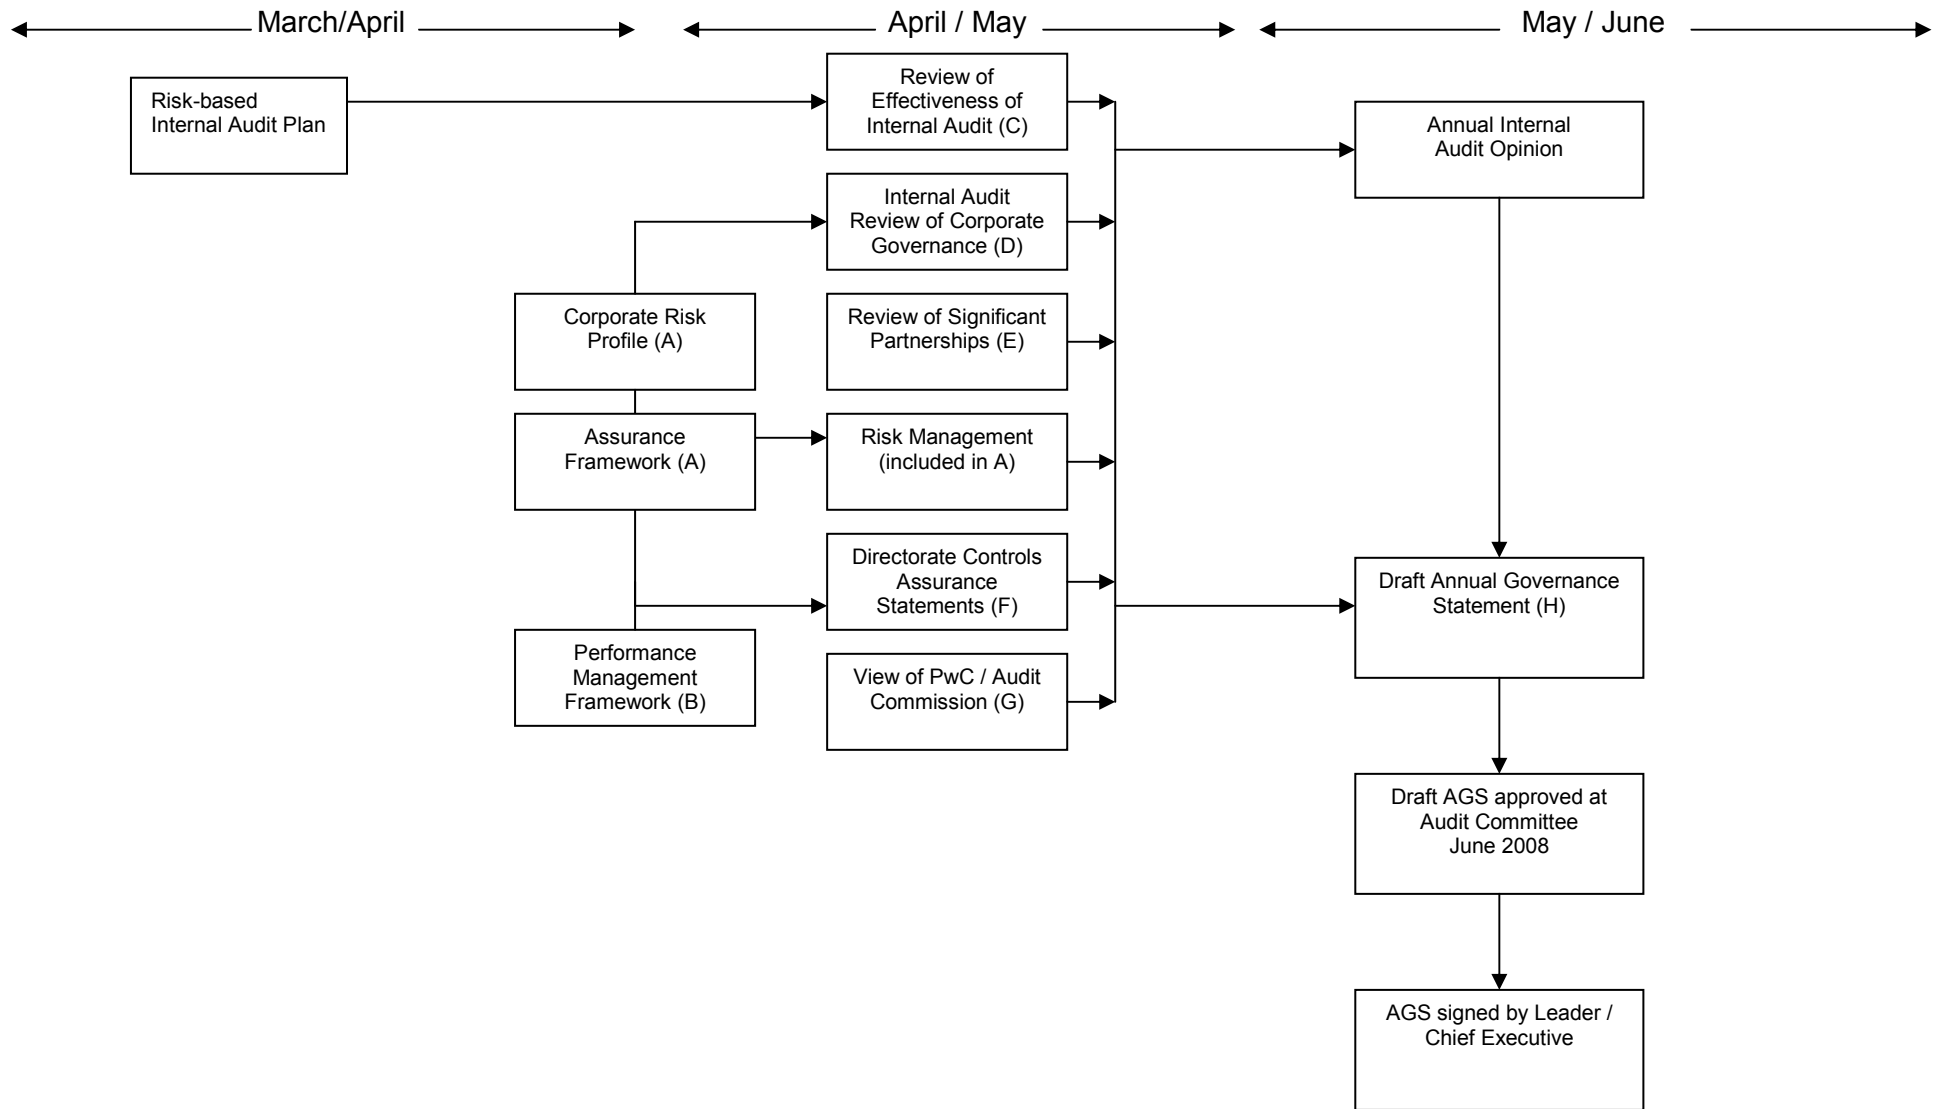 March/April
April / May
May / June
Risk-based
Internal Audit Plan
Review of
Effectiveness of
Internal Audit (C)
Annual Internal
Audit Opinion
Internal Audit
Review of Corporate
Governance (D)
Corporate Risk
Profile (A)
Review of Significant
Partnerships (E)
Assurance
Framework (A)
Risk Management
(included in A)
Directorate Controls
Assurance
Statements (F)
Draft Annual Governance
Statement (H)
Performance
Management
Framework (B)
View of PwC / Audit
Commission (G)
Draft AGS approved at
Audit Committee
June 2008
AGS signed by Leader /
Chief Executive